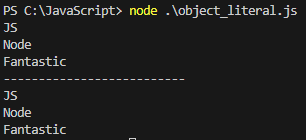 PS C:\JavaScript> node .\object_literal.js
JS
Node
Fantastic
--------------------------
JS
Node
Fantastic